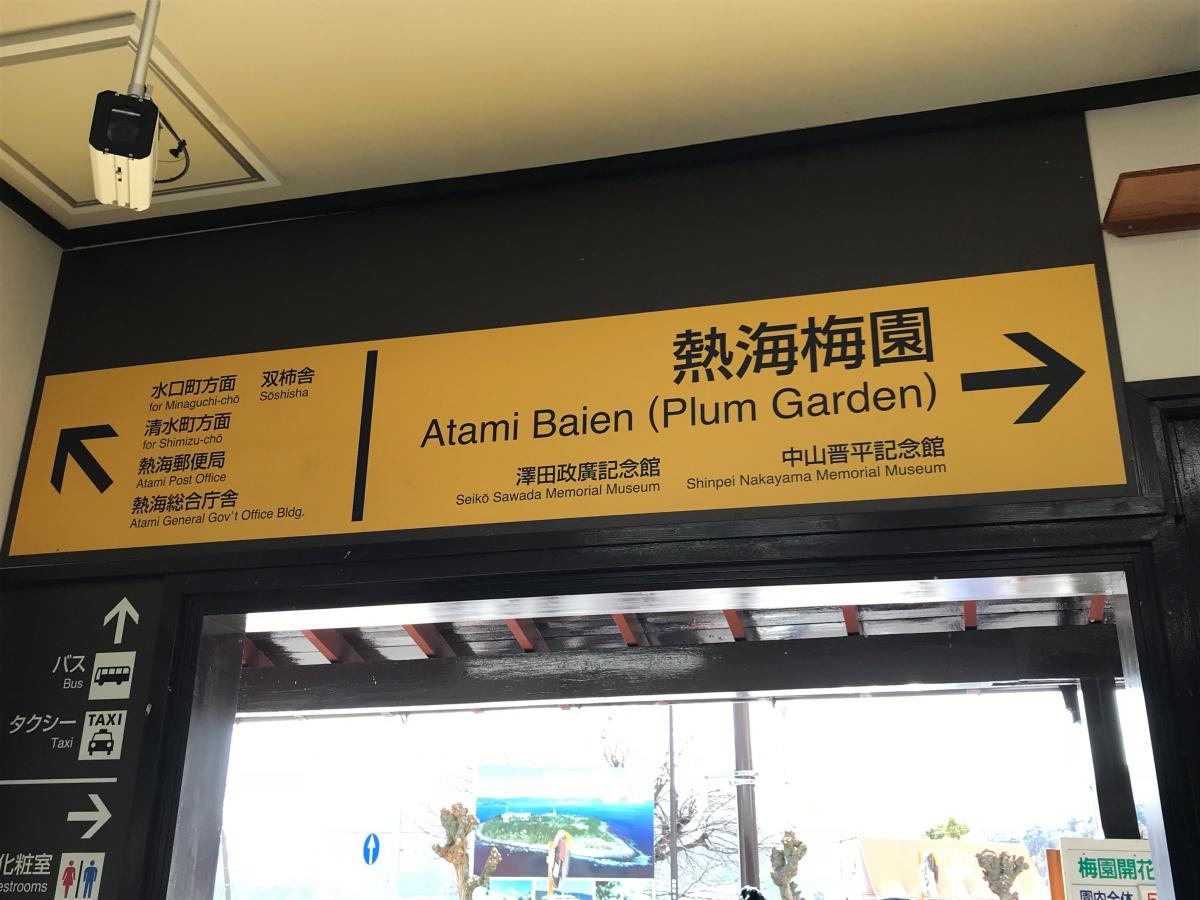 水口町方面 双柿舎
for Minaguchi-chō Sōshisha
清水町方面
for Shimizu-chō
熱海郵便局
Atami Post Office
熱海総合庁舎
Atami General Gov't Office Bldg.
熱海梅園
Atami Baien (Plum Garden)
澤田政廣記念館 中山晋平記念館
Seikō Sawada Memorial Museum Shinpei Nakayama Memorial Museum
バス
Bus
タクシー
Taxi
TAXI
化粧室
estrooms
梅園開花
園内全体